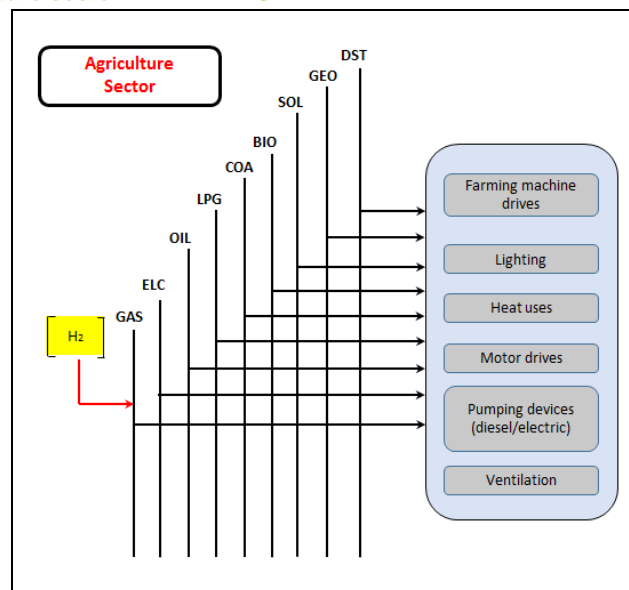 Agriculture
Sector
DST
GEO
SOL
BIO
COA
LPG
OIL
ELC
GAS
H2
Farming machine
drives
Lighting
Heat uses
Motor drives
Pumping devices
(diesel/electric)
Ventilation